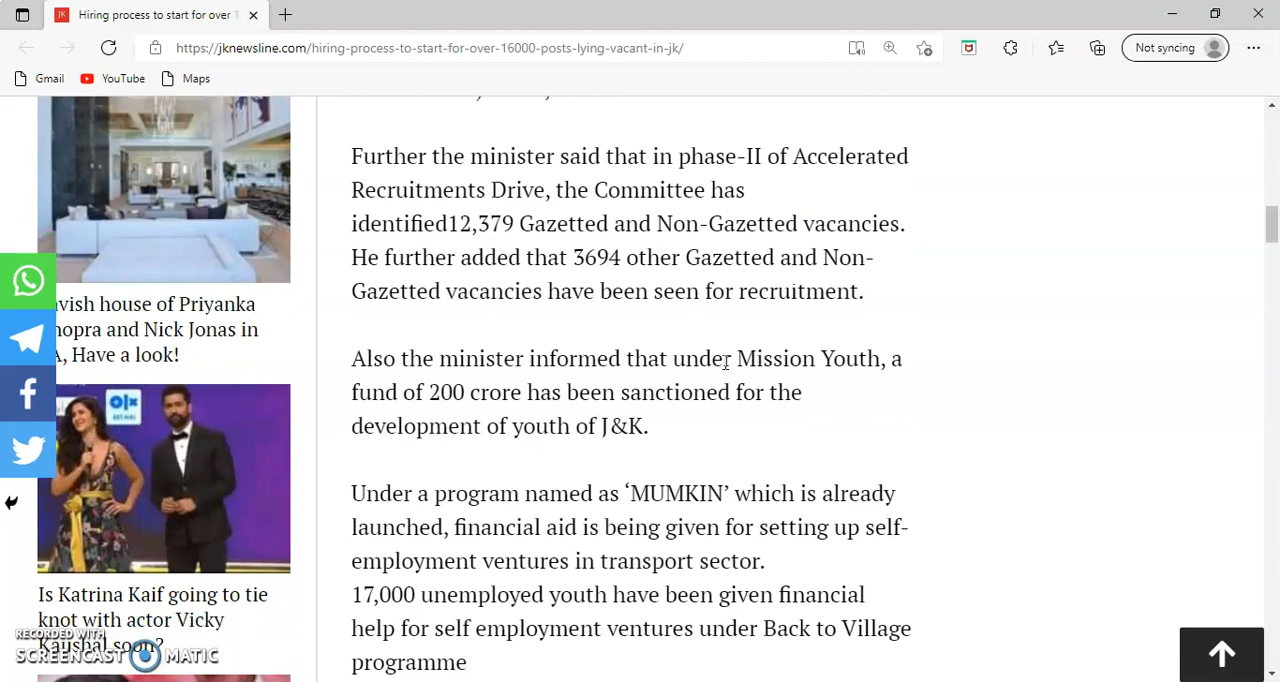 Hiring process to start for over 1
https://jknewsline.com/hiring-process-to-start-for-over-16000-posts-lying-vacant-in-jk/
Not syncing
Gmail
YouTube
Maps
Further the minister said that in phase-II of Accelerated
Recruitments Drive, the Committee has
identified12,379 Gazetted and Non-Gazetted vacancies.
He further added that 3694 other Gazetted and Non-
Gazetted vacancies have been seen for recruitment.
Also the minister informed that under Mission Youth, a
fund of 200 crore has been sanctioned for the
development of youth of J&K.
Under a program named as ‘MUMKIN’ which is already
launched, financial aid is being given for setting up self-
employment ventures in transport sector.
17,000 unemployed youth have been given financial
help for self employment ventures under Back to Village
programme
avish house of Priyanka
hopra and Nick Jonas in
A, Have a look!
olx
Is Katrina Kaif going to tie
knot with actor Vicky
Kaushal soon?
RECORDED WITH
SCREENCAST MATIC